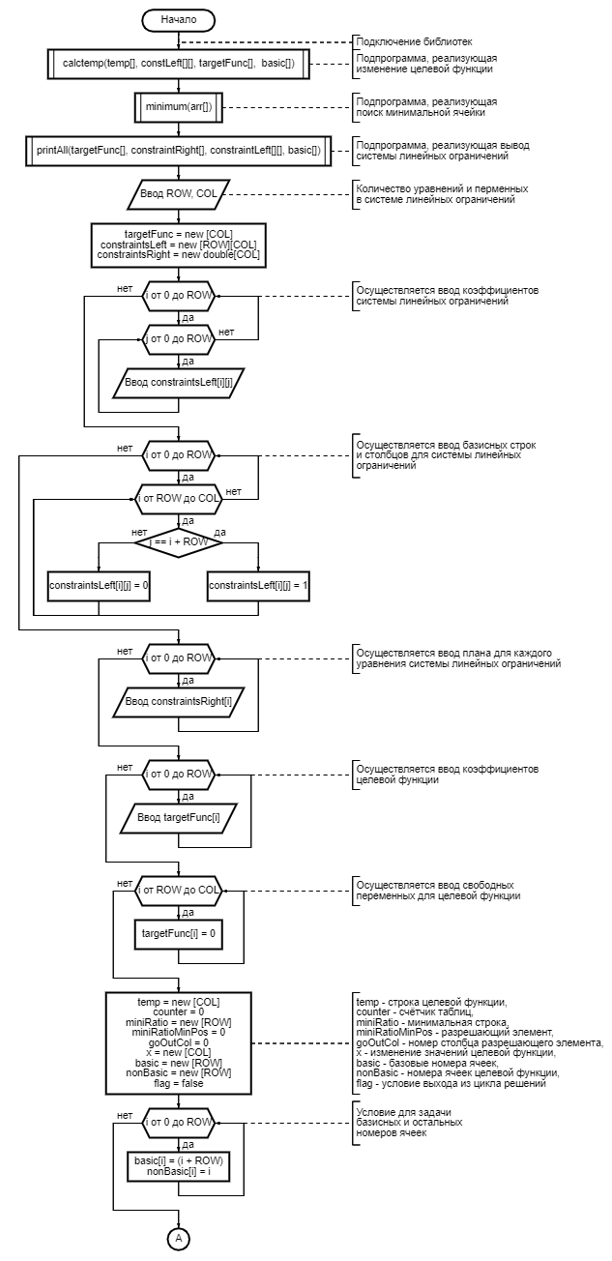 Начало
Подключение библиотек
calctemp(temp[], constLeft[][], targetFunc[], basic[])
Подпрограмма, реализующая
изменение целевой функции
minimum(arr[])
Подпрограмма, реализующая
поиск минимальной ячейки
printAll(targetFunc[], constraintRight[], constraintLeft[][], basic[])
Подпрограмма, реализующая вывод
системы линейных ограничений
Ввод ROW, COL
Количество уравнений и перменных
в системе линейных ограничений
targetFunc = new [COL]
constraintsLeft = new [ROW][COL]
constraintsRight = new double[COL]
нет
i от 0 до ROW
Осуществляется ввод коэффициентов
системы линейных ограничений
да
нет
j от 0 до ROW
да
Ввод constraintsLeft[i][j]
нет
i от 0 до ROW
Осуществляется ввод базисных строк
и столбцов для системы линейных
ограничений
да
i от ROW до COL
нет
да
нет
j == i + ROW
да
constraintsLeft[i][j] = 0
constraintsLeft[i][j] = 1
нет
i от 0 до ROW
Осуществляется ввод плана для каждого
уравнения системы линейных ограничений
да
Ввод constraintsRight[i]
нет
i от 0 до ROW
Осуществляется ввод коэффициентов
целевой функции
да
Ввод targetFunc[i]
нет
i от ROW до COL
Осуществляется ввод свободных
переменных для целевой функции
да
targetFunc[i] = 0
temp = new [COL]
counter = 0
miniRatio = new [ROW]
miniRatioMinPos = 0
goOutCol = 0
x = new [COL]
basic = new [ROW]
nonBasic = new [ROW]
flag = false
temp - строка целевой функции,
counter - счётчик таблиц,
miniRatio - минимальная строка,
miniRatioMinPos - разрешающий элемент,
goOutCol - номер столбца разрешающего элемента,
x - изменение значений целевой функции,
basic - базовые номера ячеек,
nonBasic - номера ячеек целевой функции,
flag - условие выхода из цикла решений
нет
i от 0 до ROW
Условие для задачи
базисных и остальных
номеров ячеек
да
basic[i] = (i + ROW)
nonBasic[i] = i
A